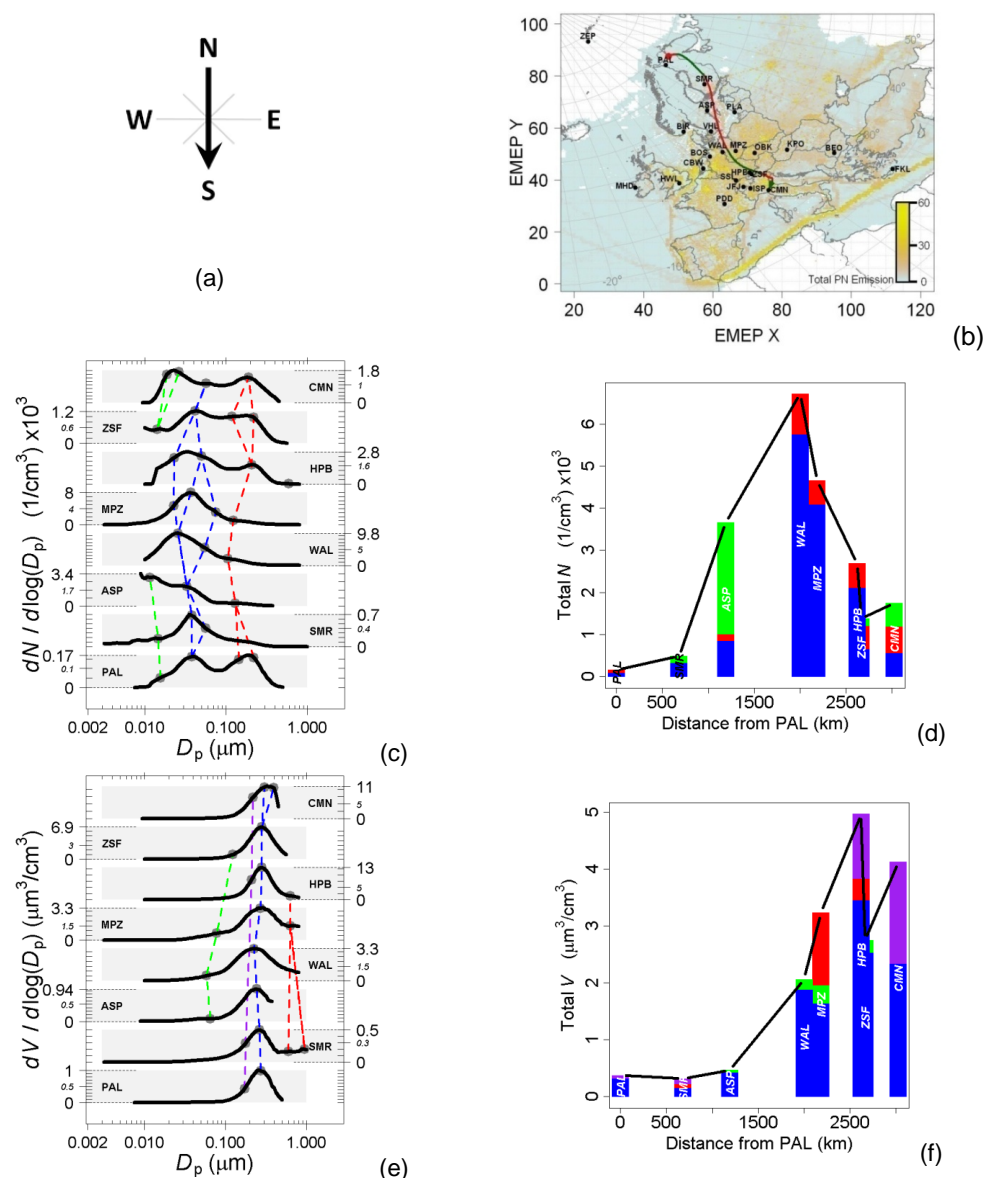 N
W E
S
(a)
100
80
60
40
20
0
EMEP Y
ZEP
PAL
SMR
ASP PLA
BIR VHL
BOS WAL MPZ OBK KPO BEO
CBW
HWL SSL HPB ZSF FKL
MHD JFJ ISP CMN
PDD
50°
-10°
-20°
60
30
0
Total PN Emission
20 40 60 80 100 120
EMEP X
(b)
dN / dlog(Dp) (1/cm³) x10³
1.8
1
0
CMN
1.2
0.6
0
ZSF
2.8
1.6
0
HPB
8
4
0
MPZ
9.8
5
0
WAL
3.4
1.7
0
ASP
0.7
0.4
0
SMR
0.17
0.1
0
PAL
0.002 0.010 0.100 1.000
Dp (μm)
(c)
Total N (1/cm³) x10³
6
5
4
3
2
1
0
PAL SMR ASP WAL MPZ HPB ZSF CMN
0 500 1500 2500
Distance from PAL (km)
(d)
dV / dlog(Dp) (μm³/cm³)
11
5
0
CMN
6.9
3
0
ZSF
13
5
0
HPB
3.3
1.5
0
MPZ
3.3
1.5
0
WAL
0.94
0.5
0
ASP
0.5
0.3
0
SMR
1
0.5
0
PAL
0.002 0.010 0.100 1.000
Dp (μm)
(e)
Total V (μm³/cm³)
5
4
3
2
1
0
PAL SMR ASP WAL MPZ HPB ZSF CMN
0 500 1500 2500
Distance from PAL (km)
(f)